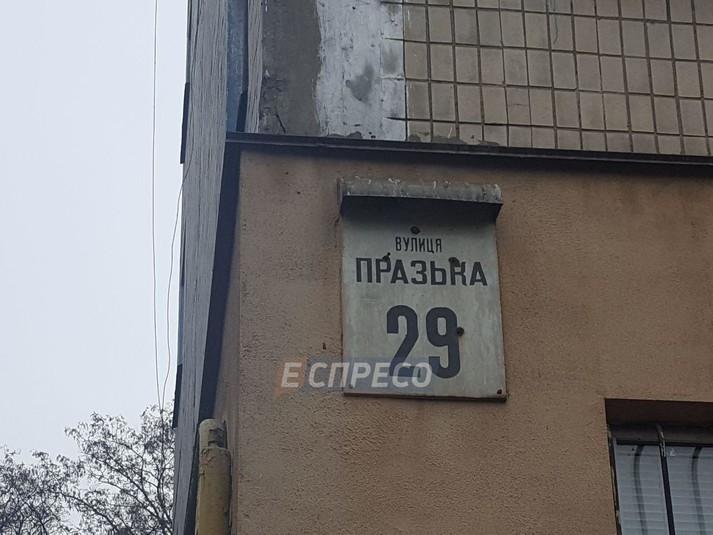 ВУЛИЦЯ
ПРАЗЬКА
29
ЕСПРЕСО